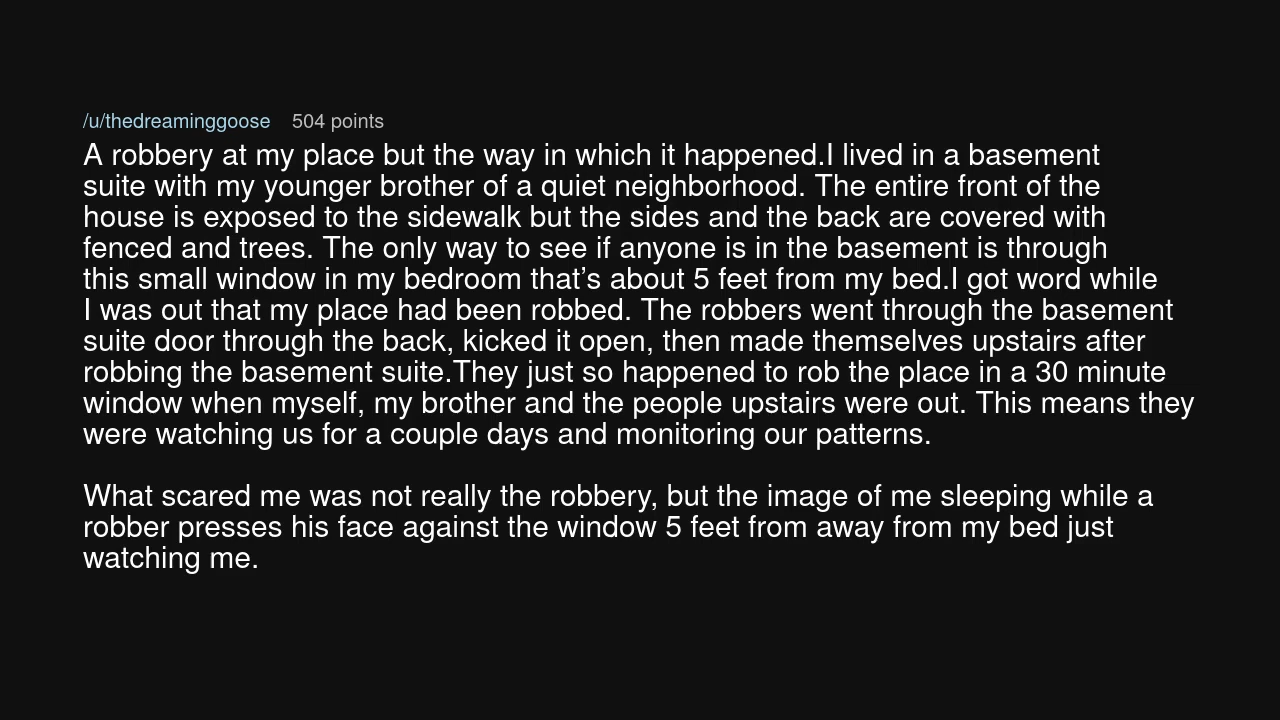 /u/thedreaminggoose 504 points
A robbery at my place but the way in which it happened.I lived in a basement
suite with my younger brother of a quiet neighborhood. The entire front of the
house is exposed to the sidewalk but the sides and the back are covered with
fenced and trees. The only way to see if anyone is in the basement is through
this small window in my bedroom that’s about 5 feet from my bed.I got word while
I was out that my place had been robbed. The robbers went through the basement
suite door through the back, kicked it open, then made themselves upstairs after
robbing the basement suite.They just so happened to rob the place in a 30 minute
window when myself, my brother and the people upstairs were out. This means they
were watching us for a couple days and monitoring our patterns.
What scared me was not really the robbery, but the image of me sleeping while a
robber presses his face against the window 5 feet from away from my bed just
watching me.